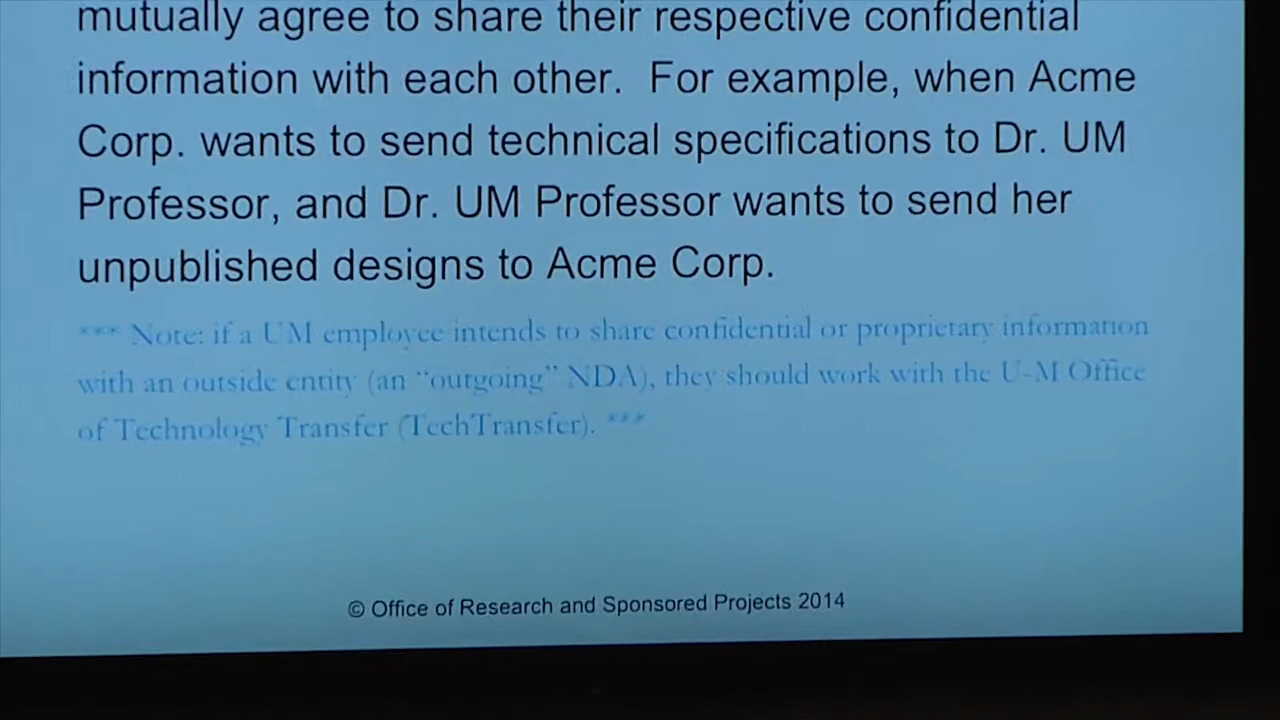 mutually agree to share their respective confidential
information with each other. For example, when Acme
Corp. wants to send technical specifications to Dr. UM
Professor, and Dr. UM Professor wants to send her
unpublished designs to Acme Corp.
*** Note: if a UM employee intends to share confidential or proprietary information
with an outside entity (an “outgoing” NDA), they should work with the U-M Office
of Technology Transfer (TechTransfer). ***
© Office of Research and Sponsored Projects 2014